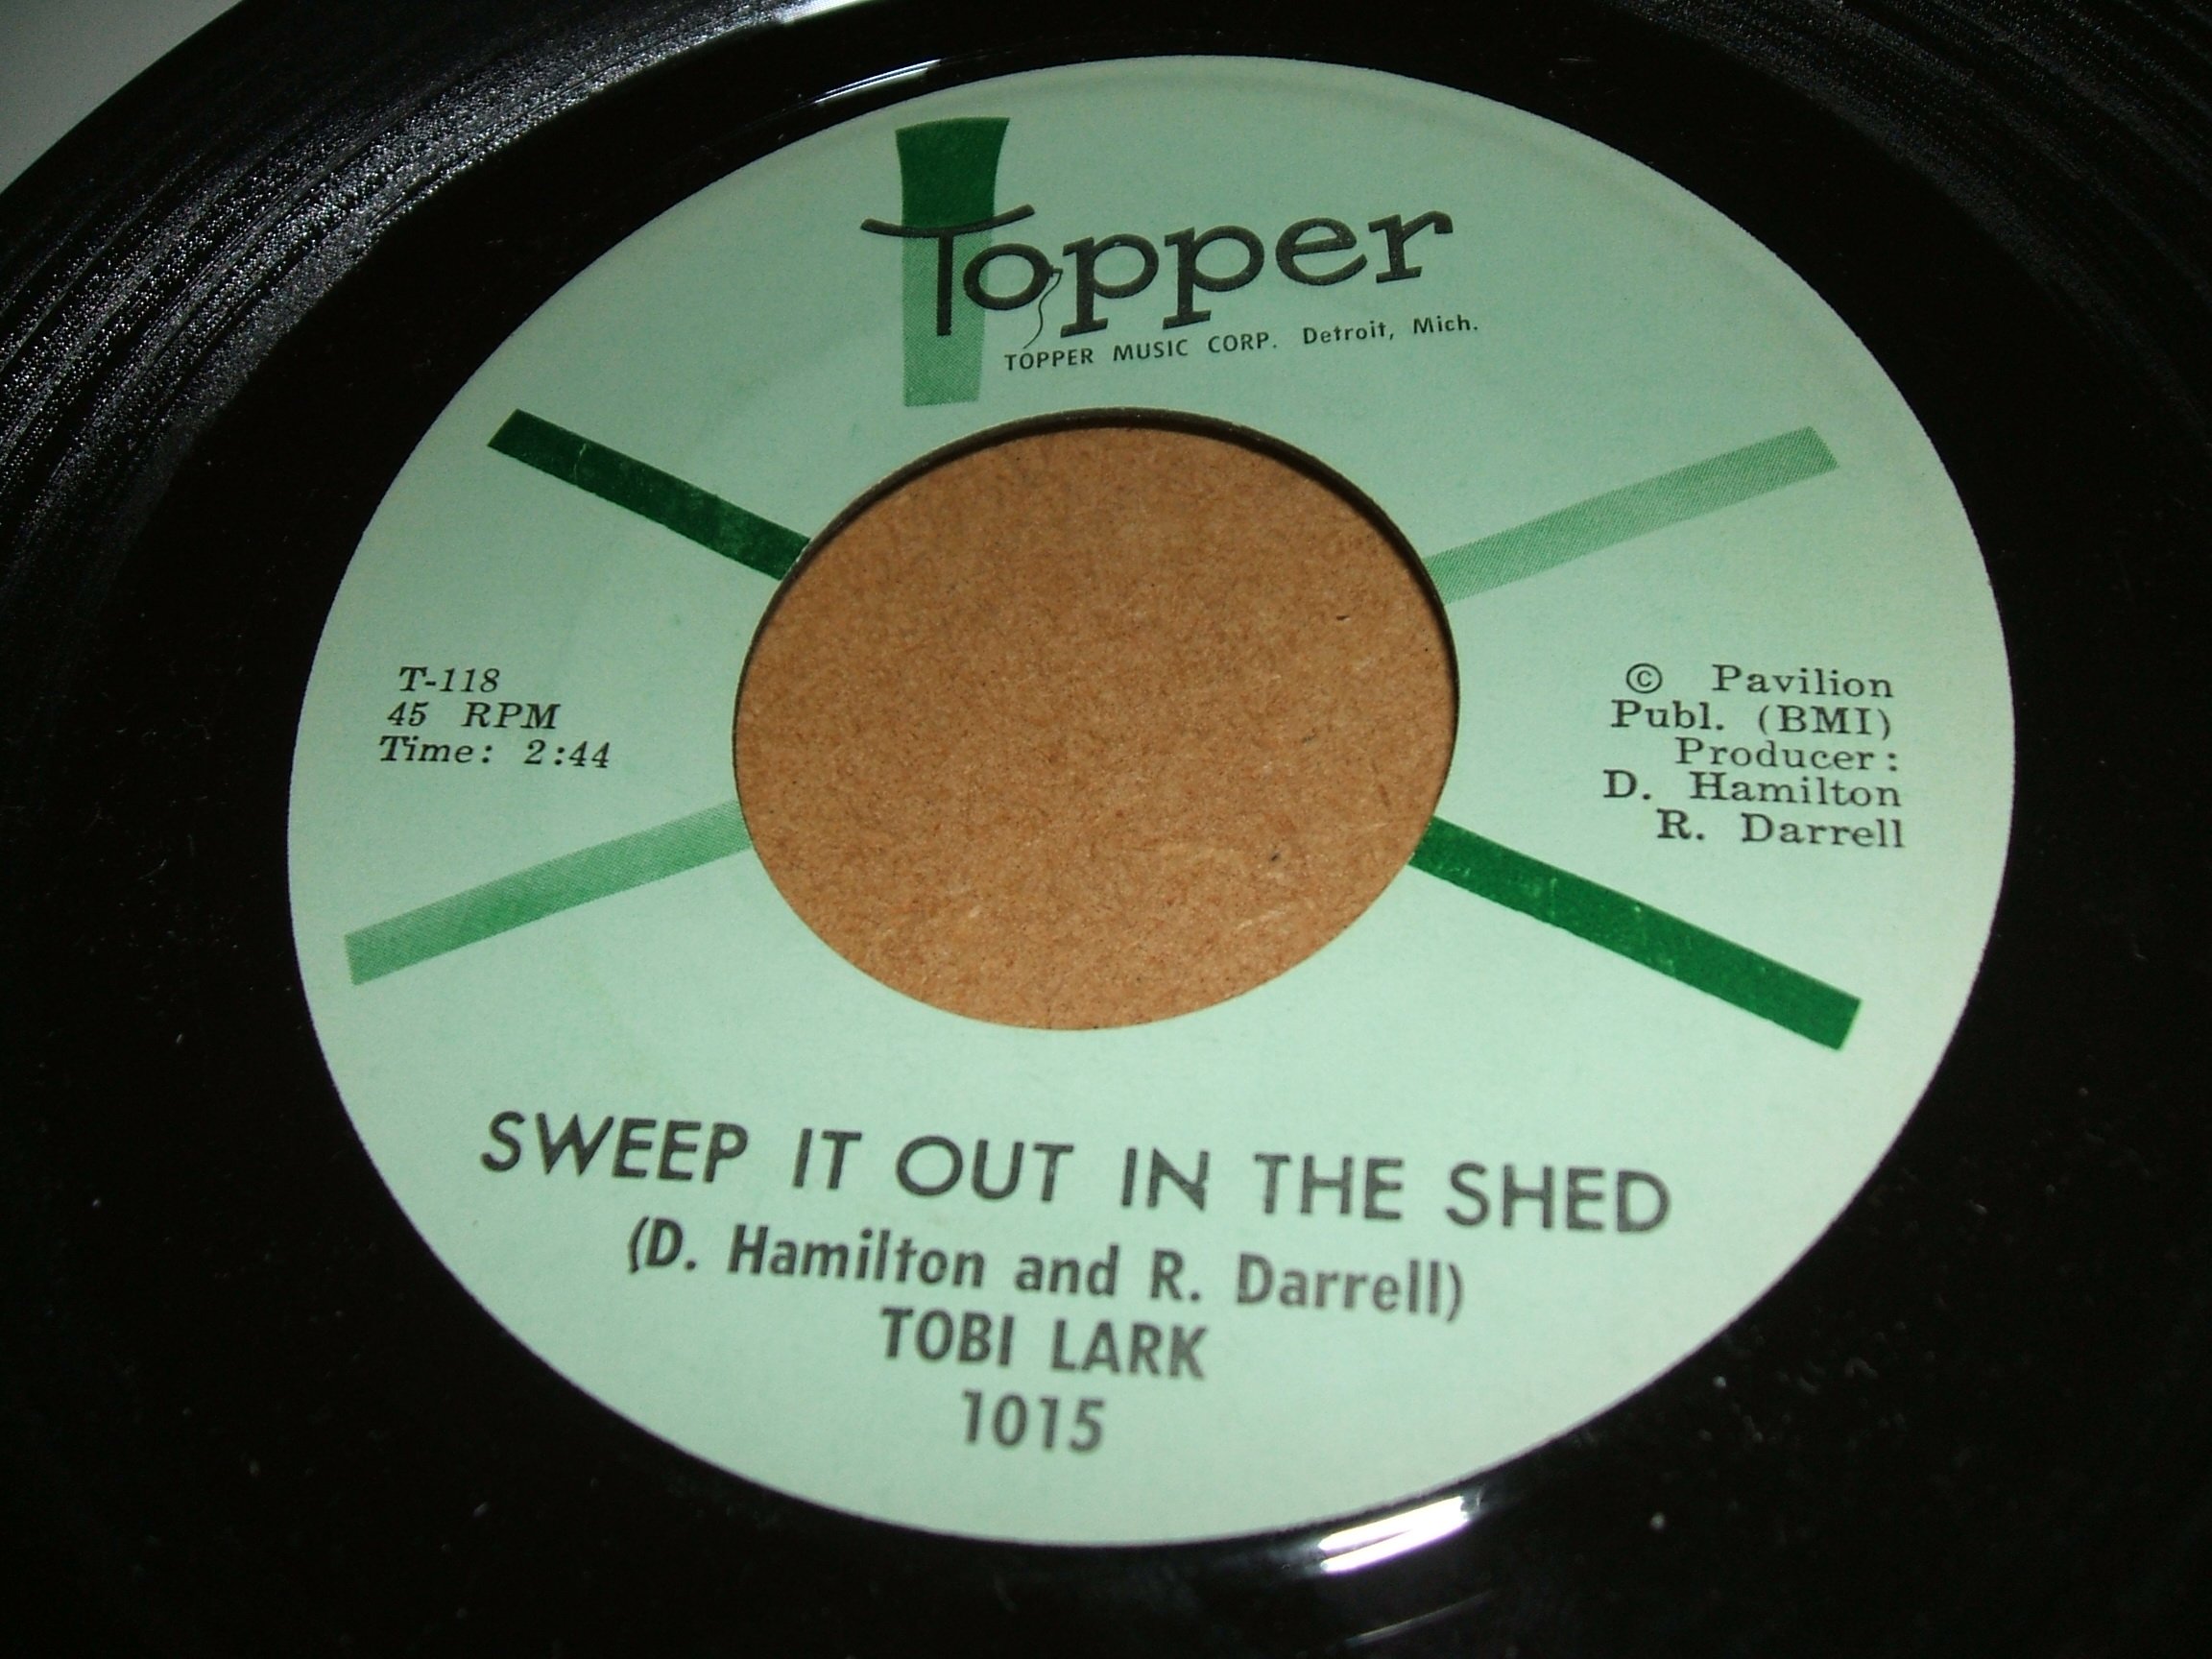 Topper
TOPPER MUSIC CORP. Detroit, Mich.
T-118
45 RPM
Time: 2:44
© Pavilion
Publ. (BMI)
Producer:
D. Hamilton
R. Darrell
SWEEP IT OUT IN THE SHED
(D. Hamilton and R. Darrell)
TOBI LARK
1015